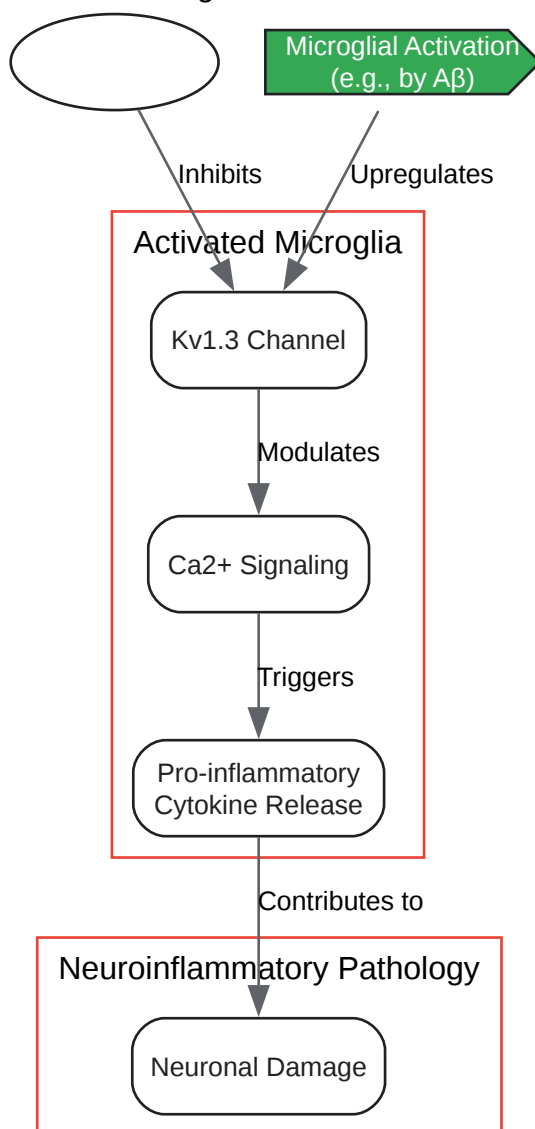 Microglial Activation
(e.g., by Aβ)
Inhibits
Upregulates
Activated Microglia
Kv1.3 Channel
Modulates
Ca2+ Signaling
Triggers
Pro-inflammatory
Cytokine Release
Contributes to
Neuroinflammatory Pathology
Neuronal Damage